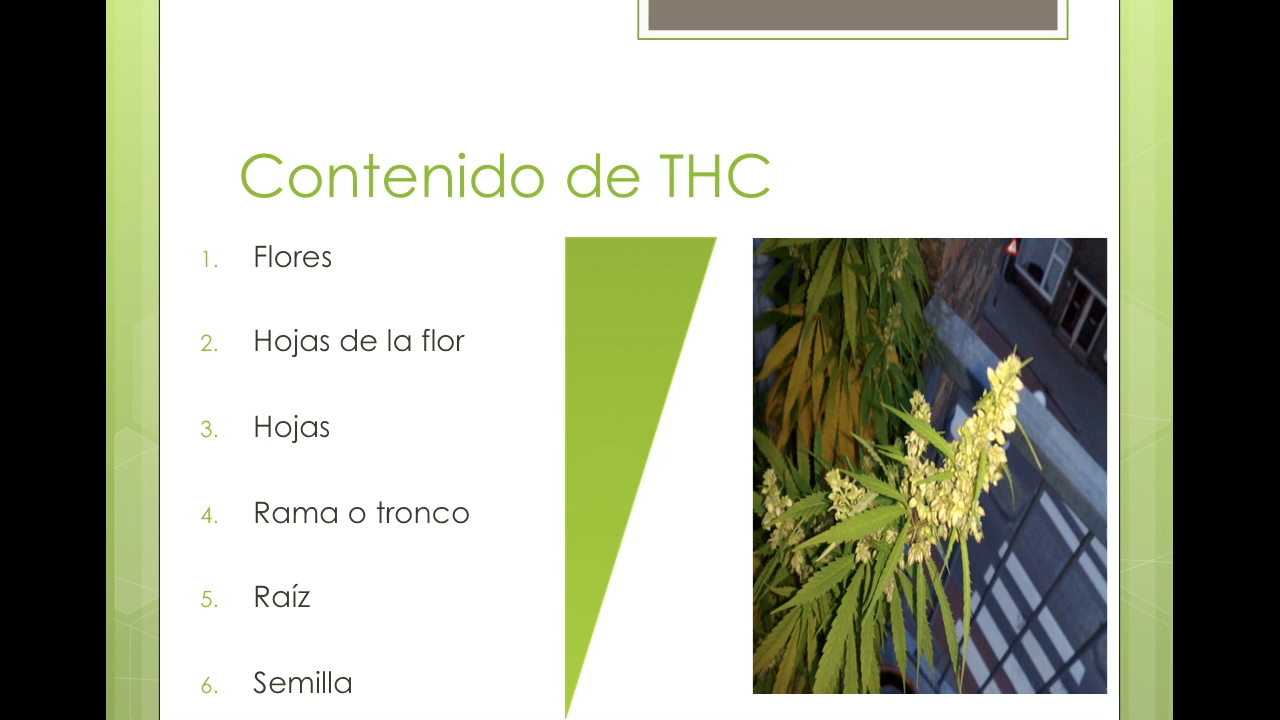 Contenido de THC
1. Flores
2. Hojas de la flor
3. Hojas
4. Rama o tronco
5. Raíz
6. Semilla